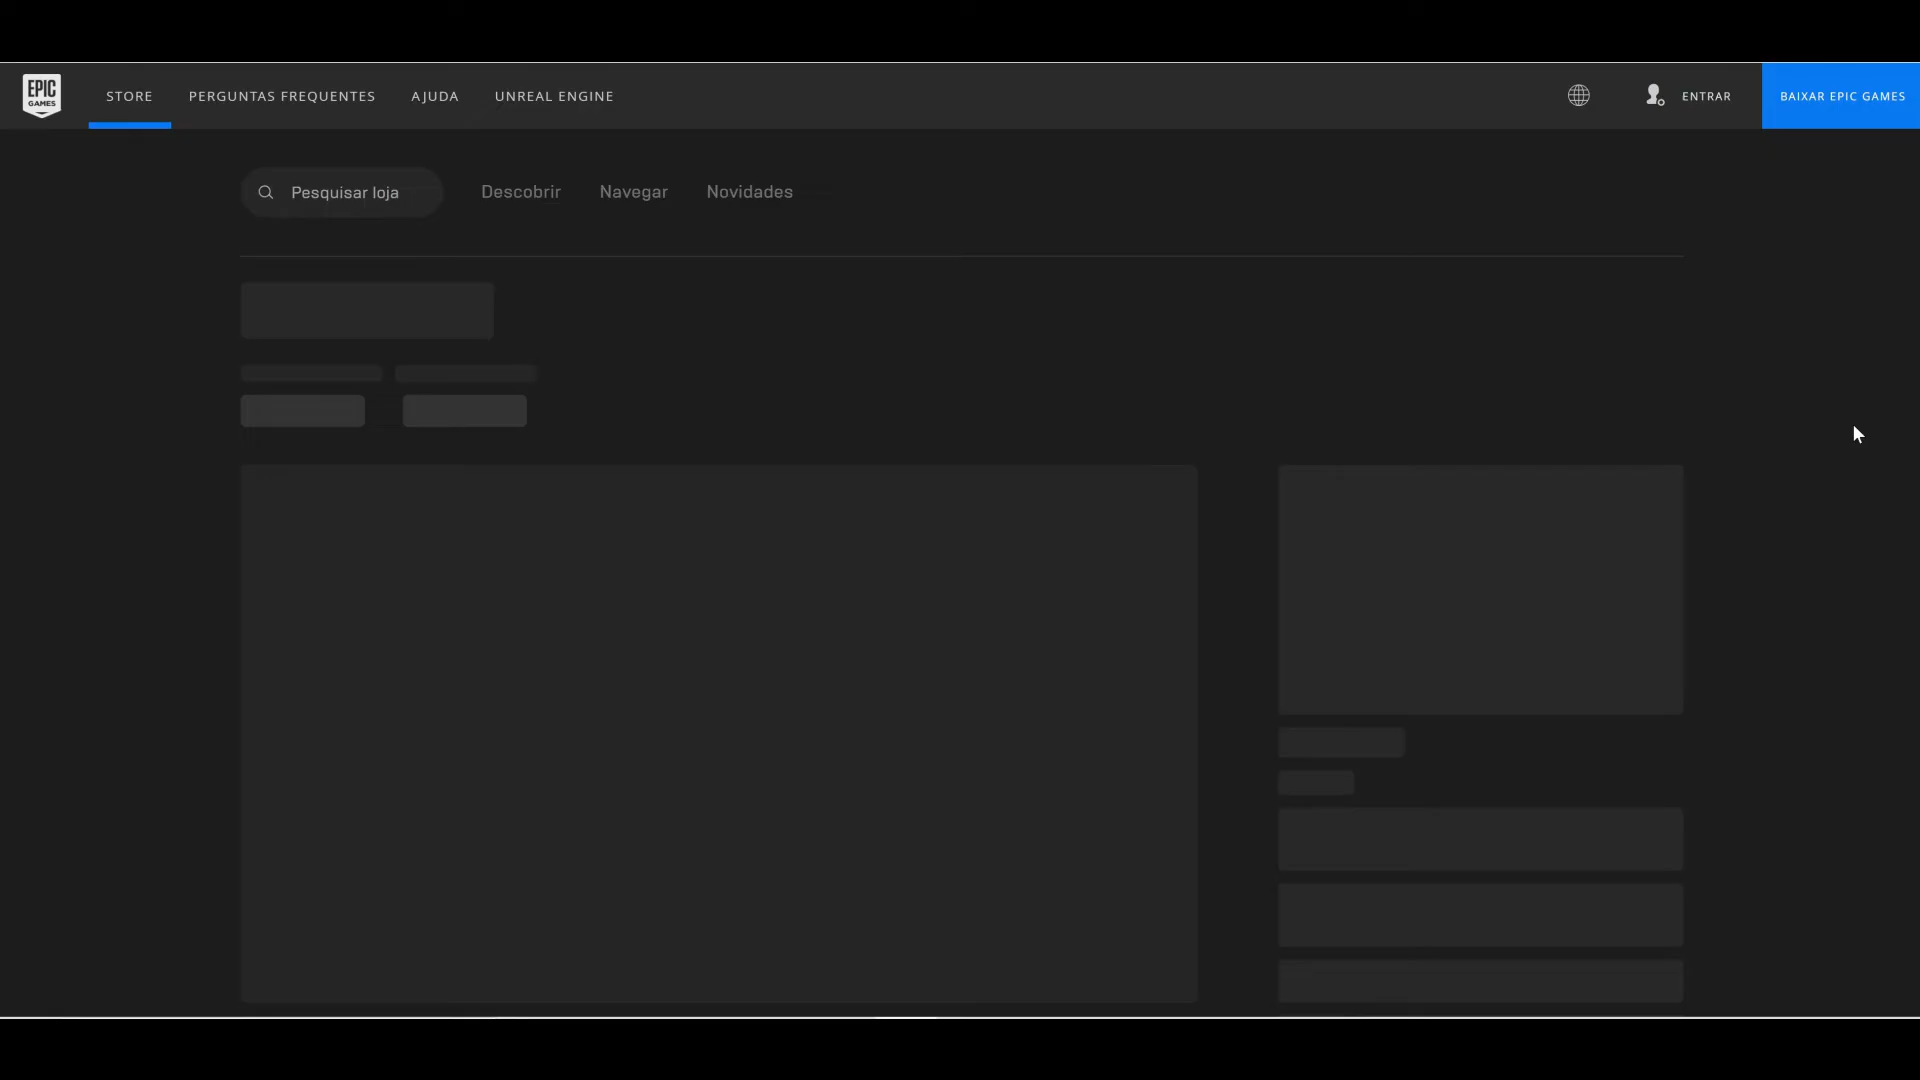 EPIC
GAMES
STORE
PERGUNTAS FREQUENTES
AJUDA
UNREAL ENGINE
ENTRAR
BAIXAR EPIC GAMES
Pesquisar loja
Descobrir
Navegar
Novidades